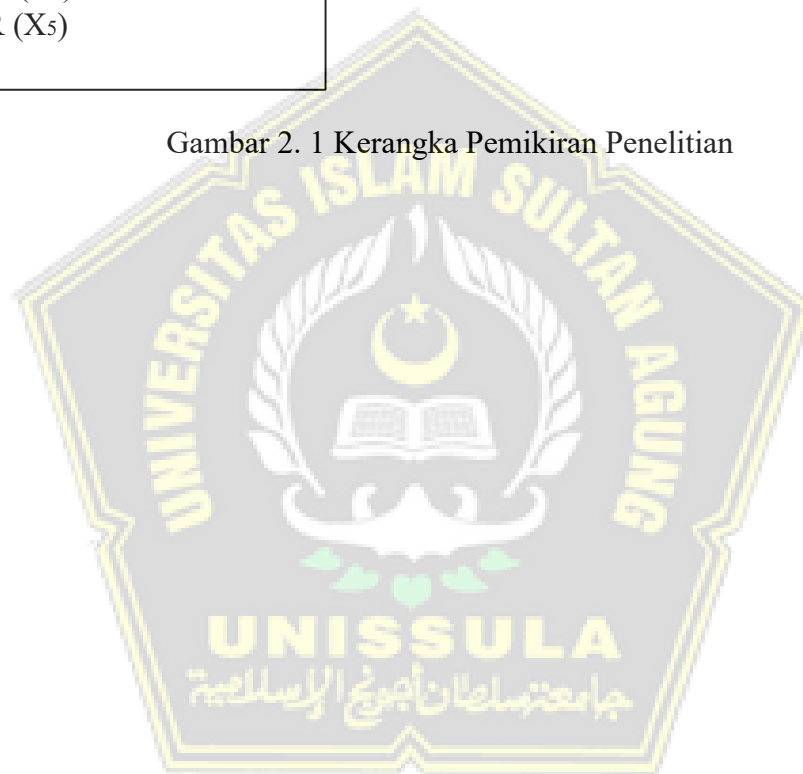 (X5)
Gambar 2. 1 Kerangka Pemikiran Penelitian
UNIVERSITAS ISLAM SULTAN AGUNG
UNISSULA
جامعة سلطان أجونج الإسلامية